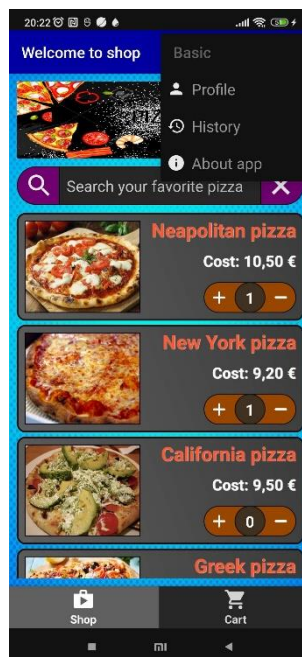 20:22
Welcome to shop
Basic
Profile
History
About app
Search your favorite pizza
Neapolitan pizza
Cost: 10,50 €
+ 1 −
New York pizza
Cost: 9,20 €
+ 1 −
California pizza
Cost: 9,50 €
+ 0 −
Greek pizza
Shop
Cart